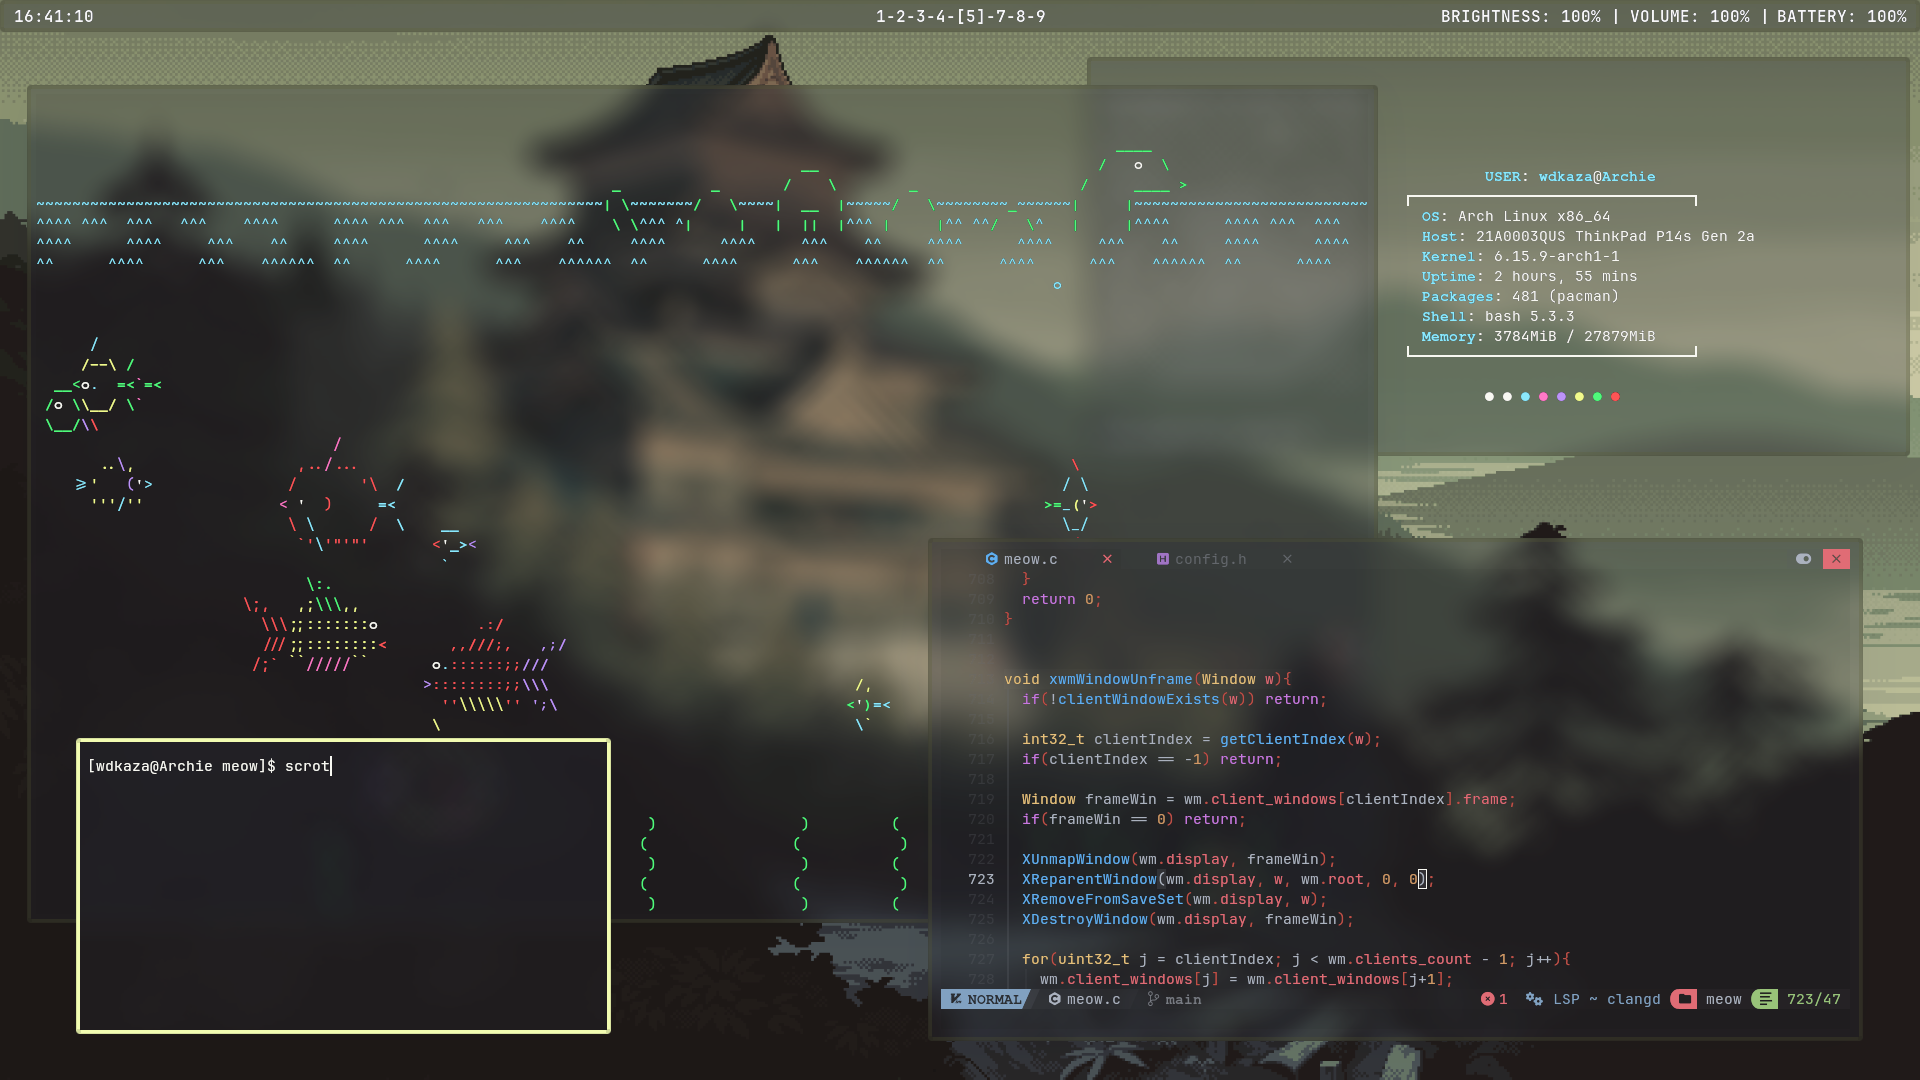 16:41:10
1-2-3-4-[5]-7-8-9
BRIGHTNESS: 100% | VOLUME: 100% | BATTERY: 100%
USER: wdkaza@Archie
OS: Arch Linux x86_64
Host: 21A0003QUS ThinkPad P14s Gen 2a
Kernel: 6.15.9-arch1-1
Uptime: 2 hours, 55 mins
Packages: 481 (pacman)
Shell: bash 5.3.3
Memory: 3784MiB / 27879MiB
[wdkaza@Archie meow]$ scrot
meow.c × config.h ×
708 }
709 return 0;
710 }
711
void xwmWindowUnframe(Window w){
if(!clientWindowExists(w)) return;
715
716 int32_t clientIndex = getClientIndex(w);
717 if(clientIndex == -1) return;
718
719 Window frameWin = wm.client_windows[clientIndex].frame;
720 if(frameWin == 0) return;
721
722 XUnmapWindow(wm.display, frameWin);
723 XReparentWindow(wm.display, w, wm.root, 0, 0);
724 XRemoveFromSaveSet(wm.display, w);
725 XDestroyWindow(wm.display, frameWin);
726
727 for(uint32_t j = clientIndex; j < wm.clients_count - 1; j++){
728 wm.client_windows[j] = wm.client_windows[j+1];
NORMAL meow.c main 1 LSP ~ clangd meow 723/47